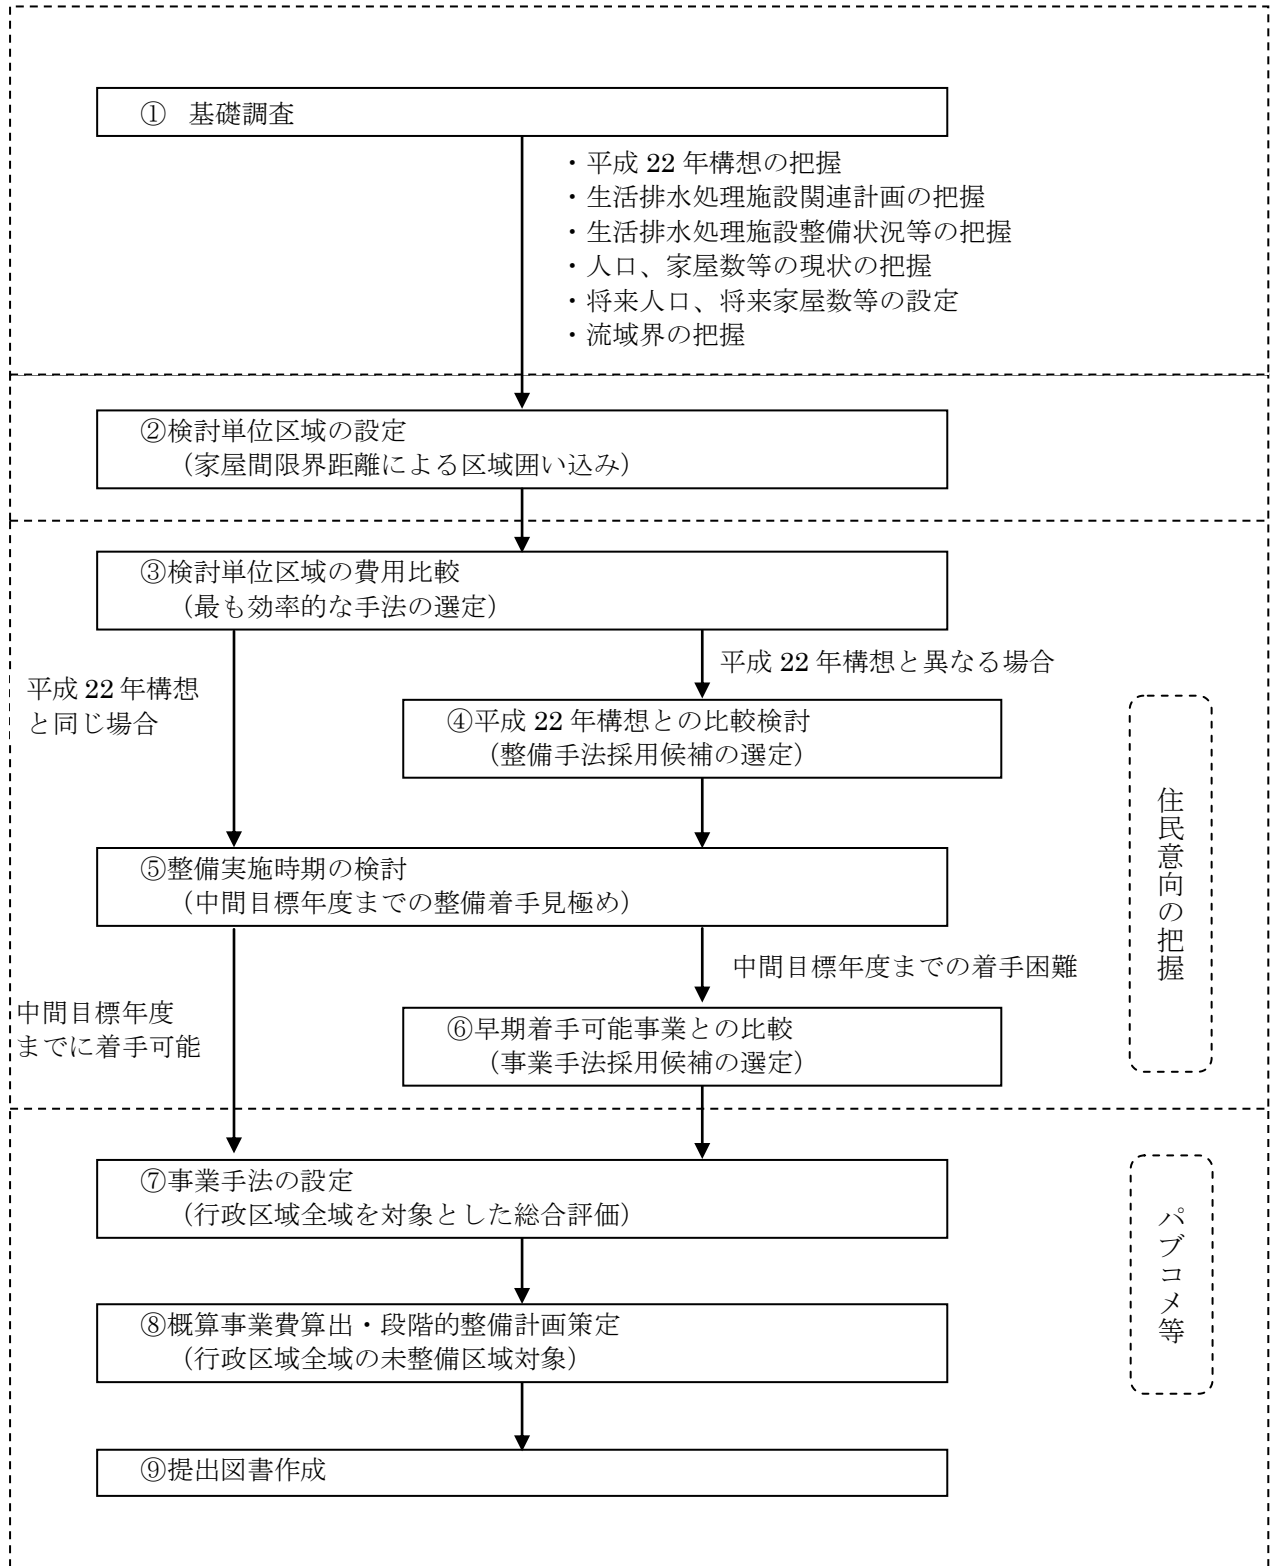 ① 基礎調査
・平成 22 年構想の把握
・生活排水処理施設関連計画の把握
・生活排水処理施設整備状況等の把握
・人口、家屋数等の現状の把握
・将来人口、将来家屋数等の設定
・流域界の把握
②検討単位区域の設定
（家屋間限界距離による区域囲い込み）
③検討単位区域の費用比較
（最も効率的な手法の選定）
平成 22 年構想と異なる場合
平成 22 年構想
と同じ場合
④平成 22 年構想との比較検討
（整備手法採用候補の選定）
住民意向の把握
⑤整備実施時期の検討
（中間目標年度までの整備着手見極め）
中間目標年度までの着手困難
中間目標年度
までに着手可能
⑥早期着手可能事業との比較
（事業手法採用候補の選定）
⑦事業手法の設定
（行政区域全域を対象とした総合評価）
パブコメ等
⑧概算事業費算出・段階的整備計画策定
（行政区域全域の未整備区域対象）
⑨提出図書作成